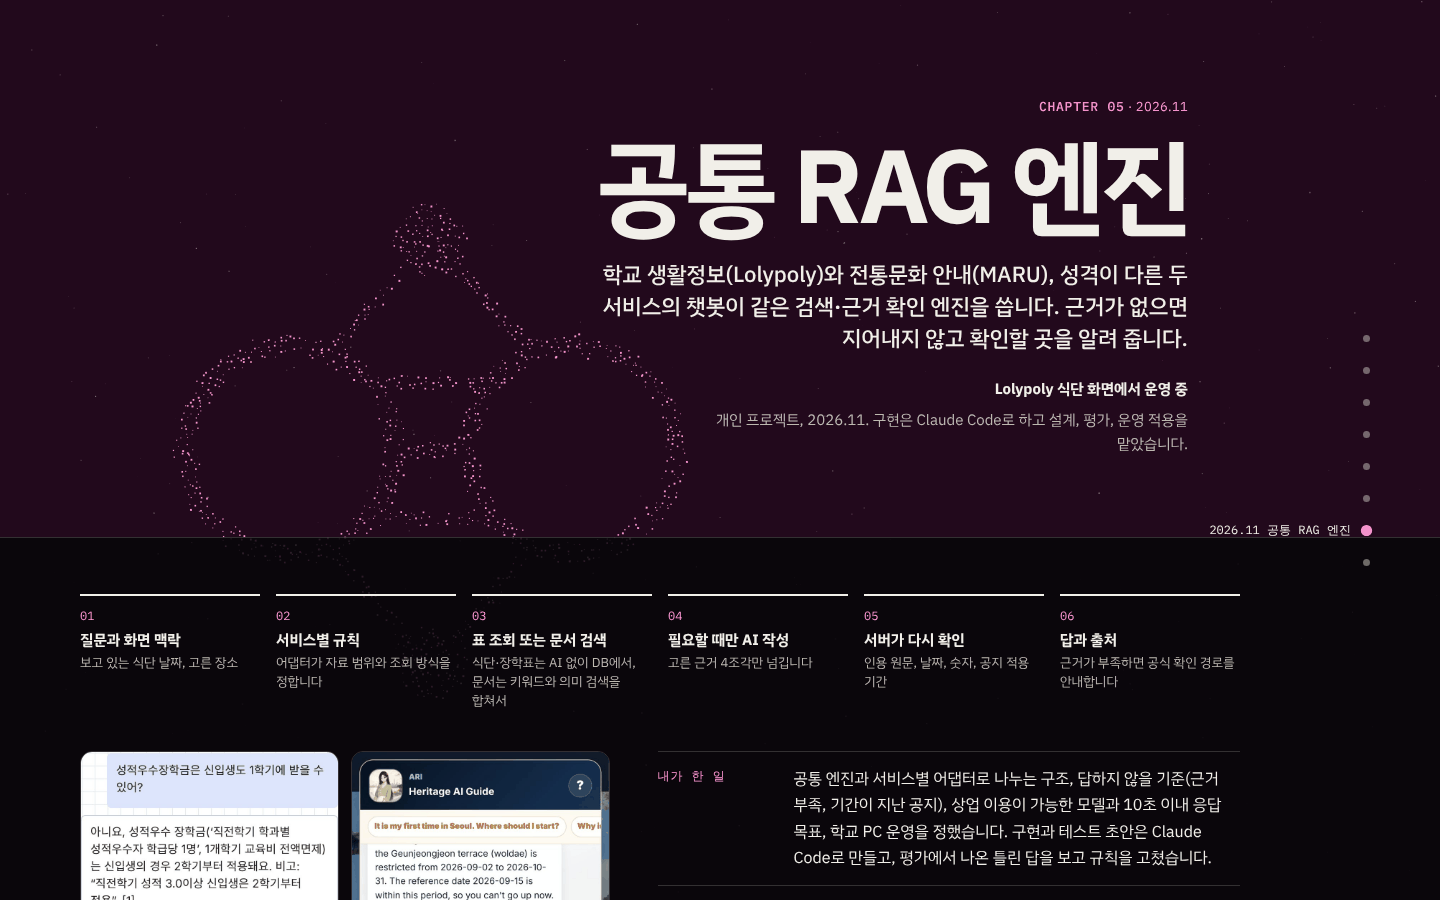 CHAPTER 05 · 2026.11
공통 RAG 엔진
학교 생활정보(Lolypoly)와 전통문화 안내(MARU), 성격이 다른 두
서비스의 챗봇이 같은 검색·근거 확인 엔진을 씁니다. 근거가 없으면
지어내지 않고 확인할 곳을 알려 줍니다.
Lolypoly 식단 화면에서 운영 중
개인 프로젝트, 2026.11. 구현은 Claude Code로 하고 설계, 평가, 운영 적용을
맡았습니다.
2026.11 공통 RAG 엔진
01
질문과 화면 맥락
보고 있는 식단 날짜, 고른 장소
02
서비스별 규칙
어댑터가 자료 범위와 조회 방식을
정합니다
03
표 조회 또는 문서 검색
식단·장학표는 AI 없이 DB에서,
문서는 키워드와 의미 검색을
합쳐서
04
필요할 때만 AI 작성
고른 근거 4조각만 넘깁니다
05
서버가 다시 확인
인용 원문, 날짜, 숫자, 공지 적용
기간
06
답과 출처
근거가 부족하면 공식 확인 경로를
안내합니다
성적우수장학금은 신입생도 1학기에 받을 수
있어?
아니요, 성적우수 장학금(‘직전학기 학과별
성적우수자 학급당 1명’, 1개학기 교육비 전액면제)
는 신입생의 경우 2학기부터 적용돼요. 비고:
“직전학기 성적 3.0이상 신입생은 2학기부터
적용” [1]
ARI
Heritage AI Guide
?
It is my first time in Seoul. Where should I start?
the Geunjeongjeon terrace (woldae) is
restricted from 2026-09-02 to 2026-10-
31. The reference date 2026-09-15 is
within this period, so you can't go up now.
내가 한 일
공통 엔진과 서비스별 어댑터로 나누는 구조, 답하지 않을 기준(근거
부족, 기간이 지난 공지), 상업 이용이 가능한 모델과 10초 이내 응답
목표, 학교 PC 운영을 정했습니다. 구현과 테스트 초안은 Claude
Code로 만들고, 평가에서 나온 틀린 답을 보고 규칙을 고쳤습니다.